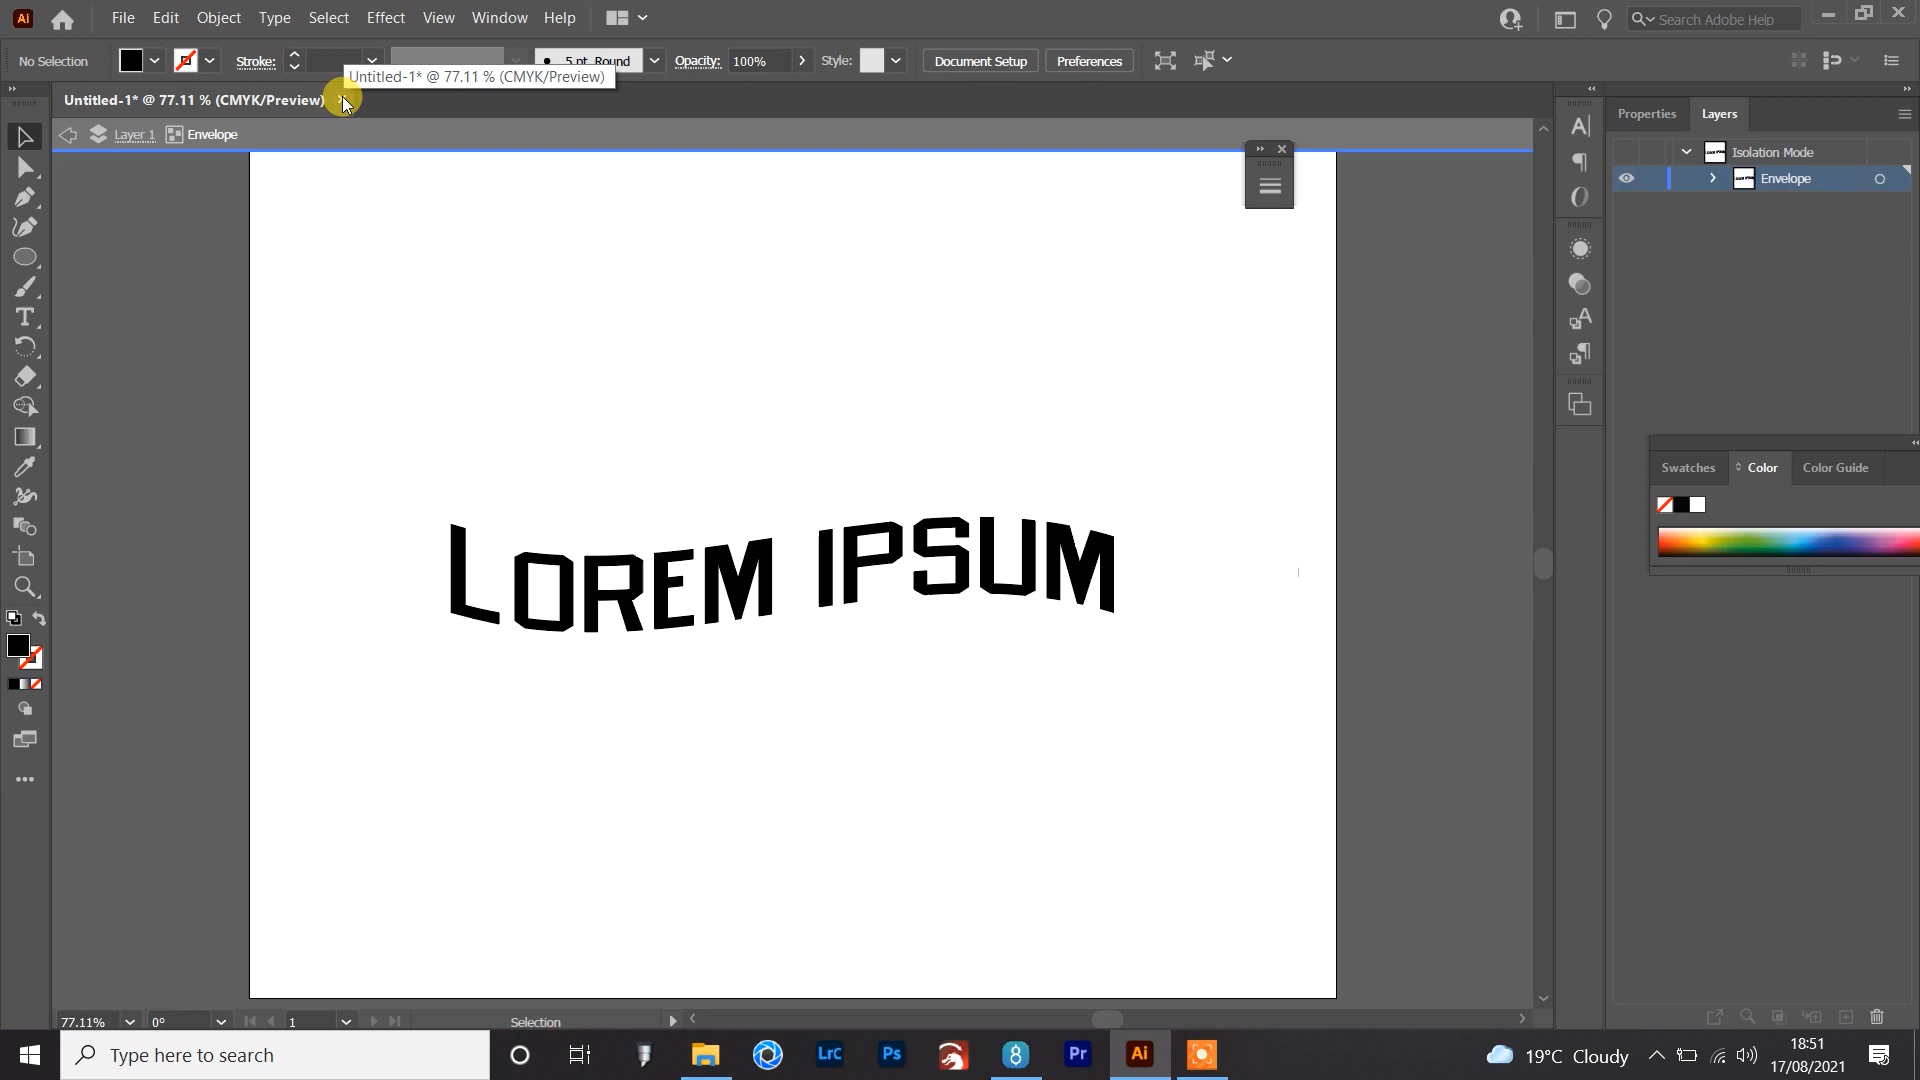 Ai File Edit Object Type Select Effect View Window Help Search Adobe Help
No Selection Stroke: 5 pt. Round Opacity: 100% Style: Document Setup Preferences
Untitled-1* @ 77.11 % (CMYK/Preview)
Untitled-1* @ 77.11 % (CMYK/Preview)
Layer 1 Envelope
Properties Layers
Isolation Mode
Envelope
Swatches Color Color Guide
LOREM IPSUM
77.11% 0° 1 Selection
Type here to search
LrC Ps 8 Pr Ai
19°C Cloudy
18:51
17/08/2021